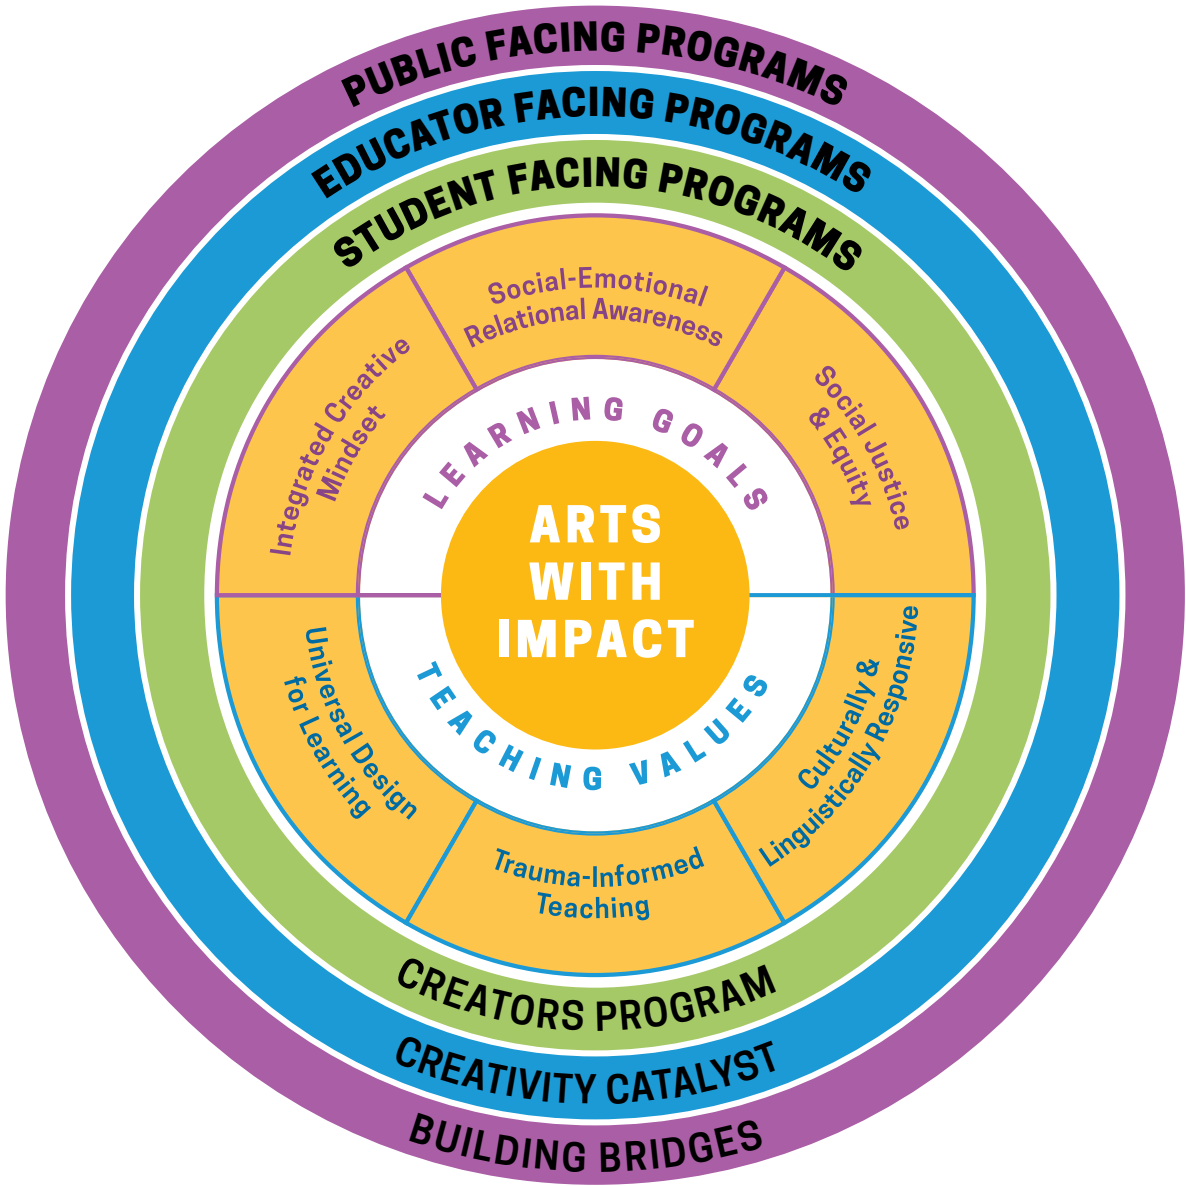 PUBLIC FACING PROGRAMS
EDUCATOR FACING PROGRAMS
STUDENT FACING PROGRAMS
Social-Emotional
Relational Awareness
Integrated Creative
Mindset
Social Justice
& Equity
LEARNING GOALS
ARTS
WITH
IMPACT
TEACHING VALUES
Universal Design
for Learning
Culturally &
Linguistically Responsive
Trauma-Informed
Teaching
CREATORS PROGRAM
CREATIVITY CATALYST
BUILDING BRIDGES